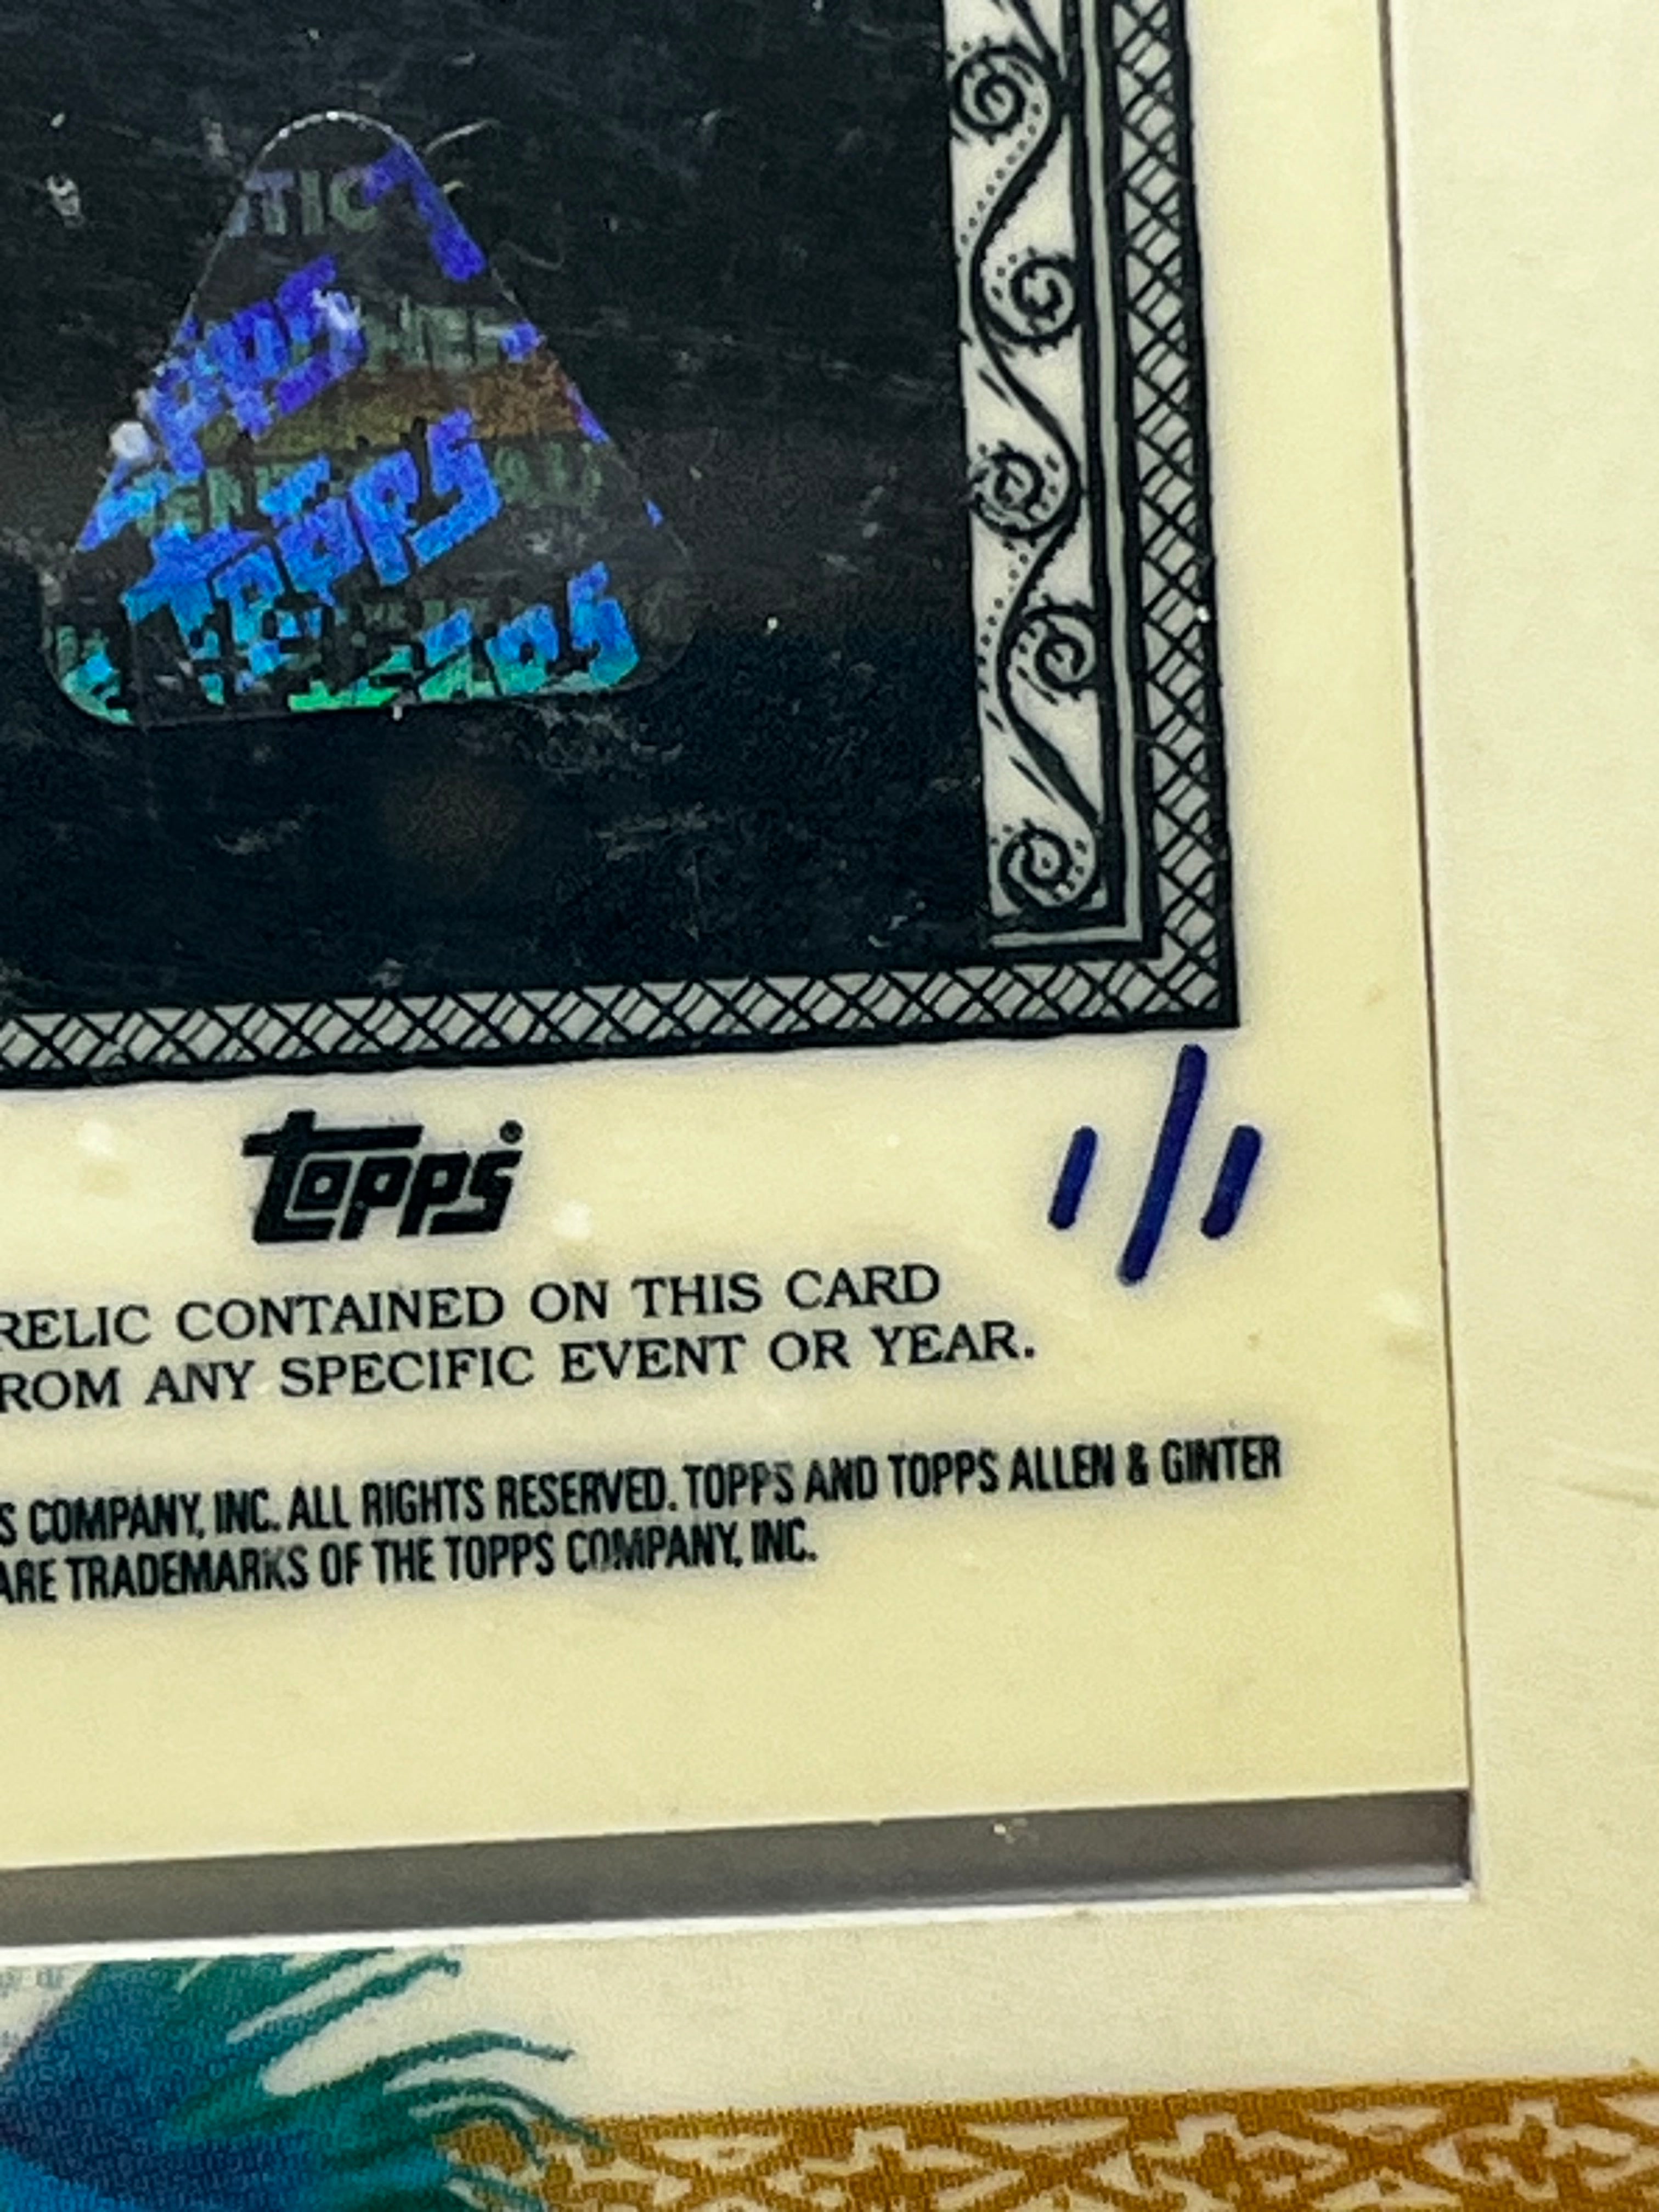 TIC
TOPPS
TOPPS
1/1
RELIC CONTAINED ON THIS CARD
ROM ANY SPECIFIC EVENT OR YEAR.
S COMPANY, INC. ALL RIGHTS RESERVED. TOPPS AND TOPPS ALLEN & GINTER
ARE TRADEMARKS OF THE TOPPS COMPANY, INC.